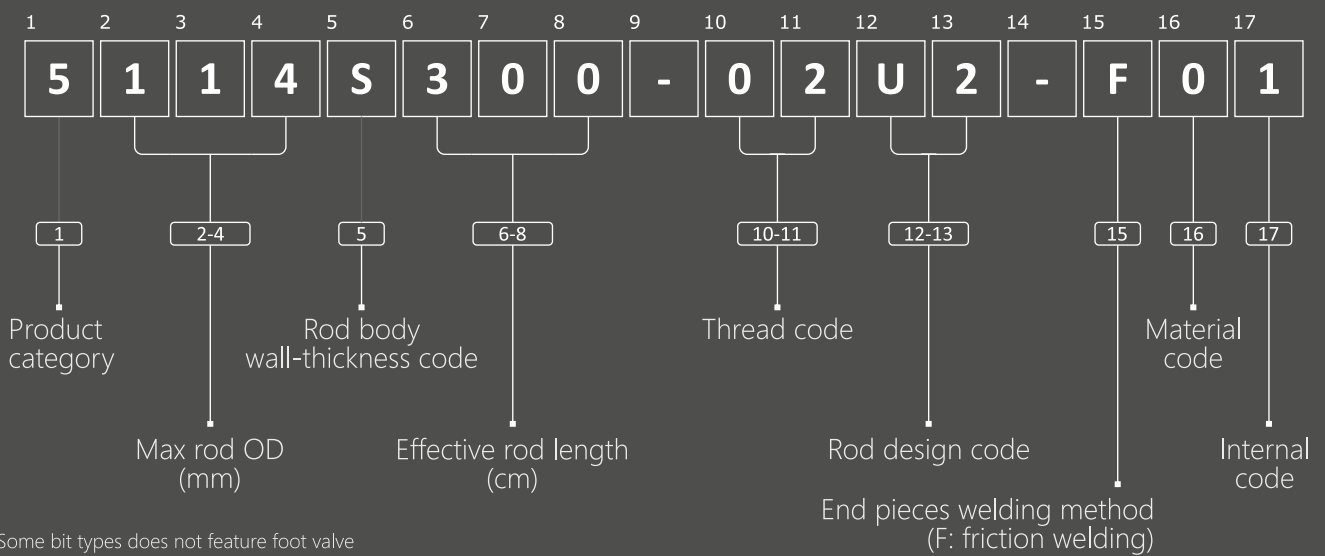 1 2 3 4 5 6 7 8 9 10 11 12 13 14 15 16 17
5 1 1 4 S 3 0 0 - 0 2 U 2 - F 0 1
1 2-4 5 6-8 10-11 12-13 15 16 17
Product
category
Rod body
wall-thickness code
Thread code
Material
code
Max rod OD
(mm)
Effective rod length
(cm)
Rod design code
Internal
code
End pieces welding method
(F: friction welding)
Some bit types does not feature foot valve